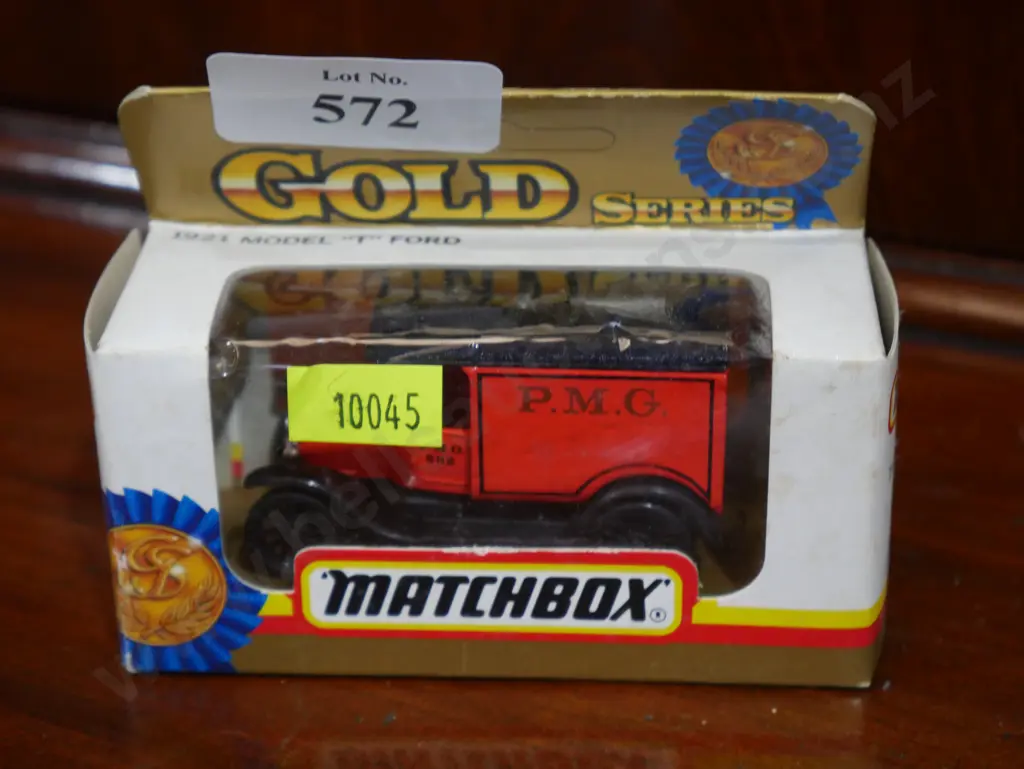 Lot No.
572
GOLD SERIES
1921 MODEL "T" FORD
10045
P.M.G.
MATCHBOX